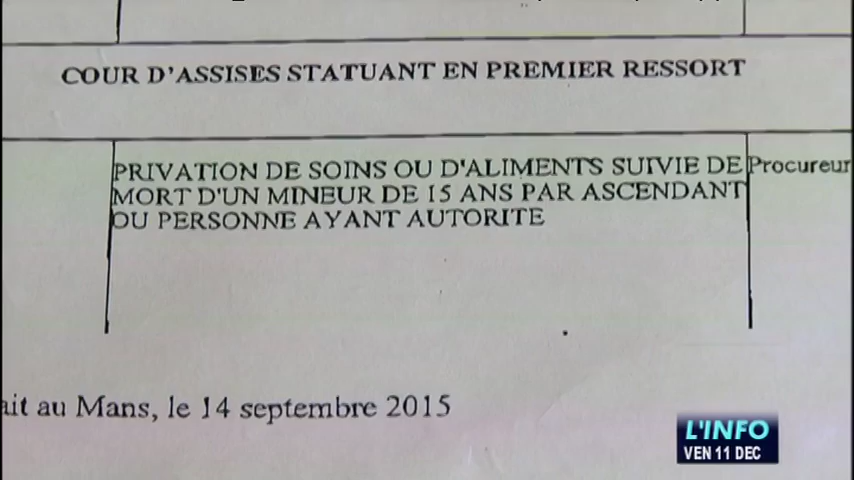 COUR D'ASSISES STATUANT EN PREMIER RESSORT
PRIVATION DE SOINS OU D'ALIMENTS SUIVIE DE Procureur
MORT D'UN MINEUR DE 15 ANS PAR ASCENDANT
OU PERSONNE AYANT AUTORITE
ait au Mans, le 14 septembre 2015
L'INFO
VEN 11 DEC